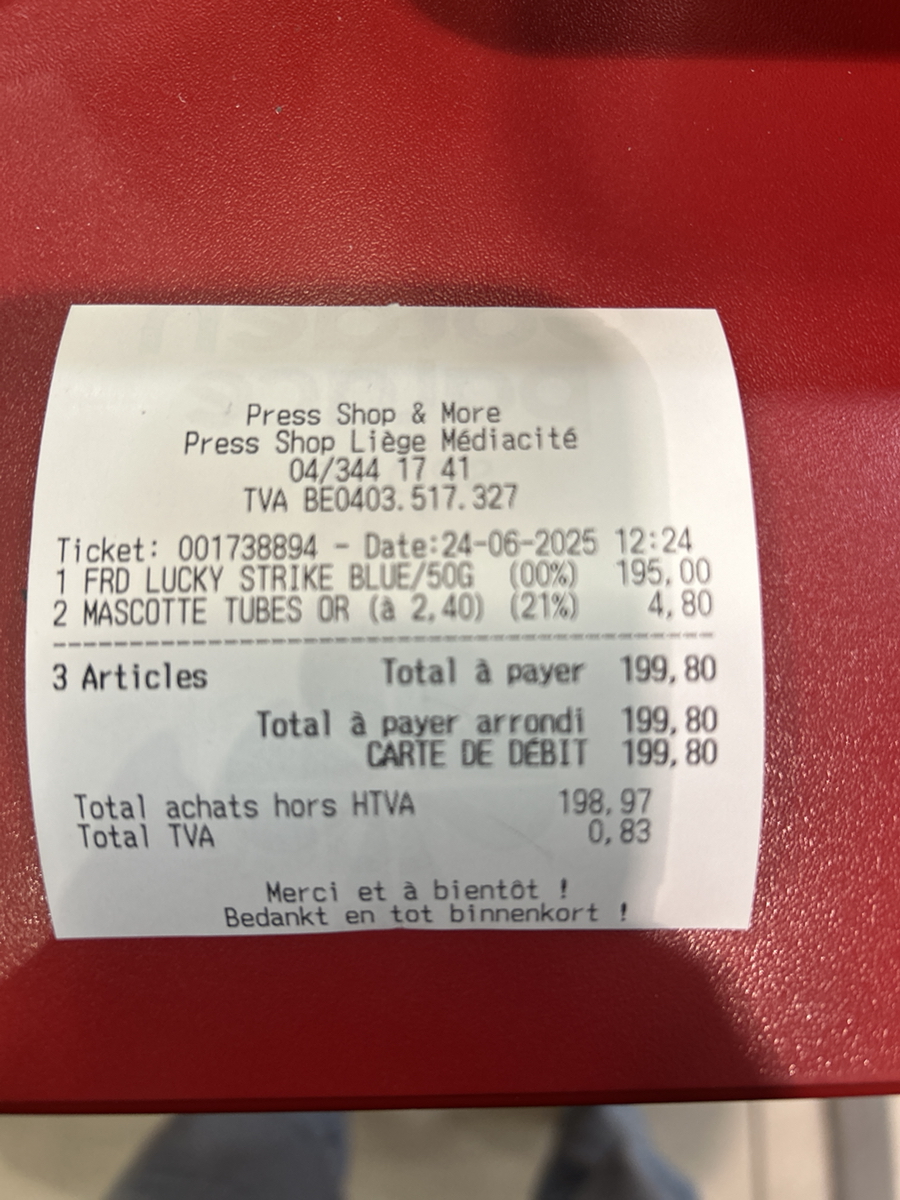 Press Shop & More
Press Shop Liège Médiacité
04/344 17 41
TVA BE0403.517.327
Ticket: 001738894 - Date:24-06-2025 12:24
1 FRD LUCKY STRIKE BLUE/50G (00%) 195,00
2 MASCOTTE TUBES OR (à 2,40) (21%) 4,80
--------------------------------
3 Articles Total à payer 199,80
Total à payer arrondi 199,80
CARTE DE DÉBIT 199,80
Total achats hors HTVA 198,97
Total TVA 0,83
Merci et à bientôt !
Bedankt en tot binnenkort !